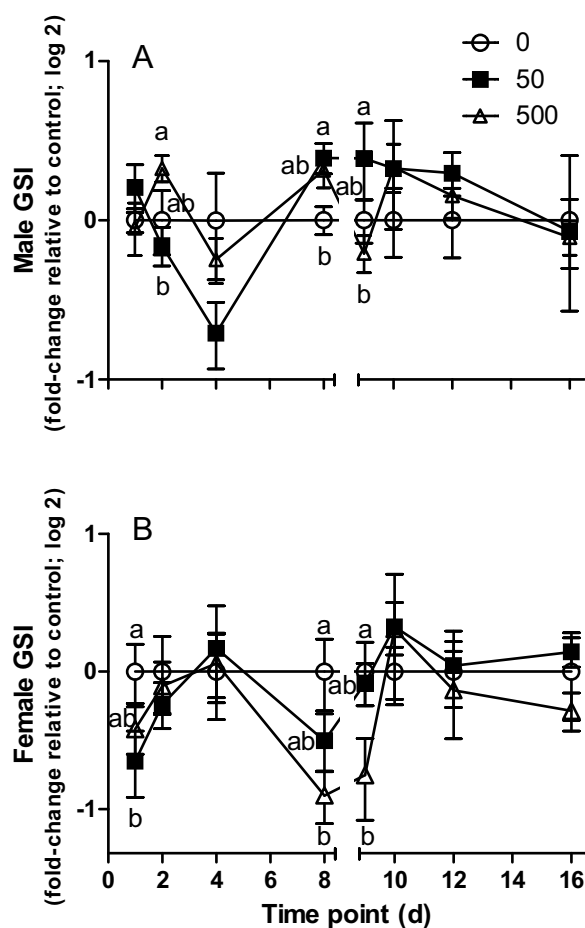 A
0
50
500
Male GSI
(fold-change relative to control; log 2)
1
0
-1
a
ab
b
a
ab
b
a
ab
b
B
Female GSI
(fold-change relative to control; log 2)
1
0
-1
a
ab
b
a
ab
b
a
ab
b
0 2 4 6 8 10 12 14 16
Time point (d)